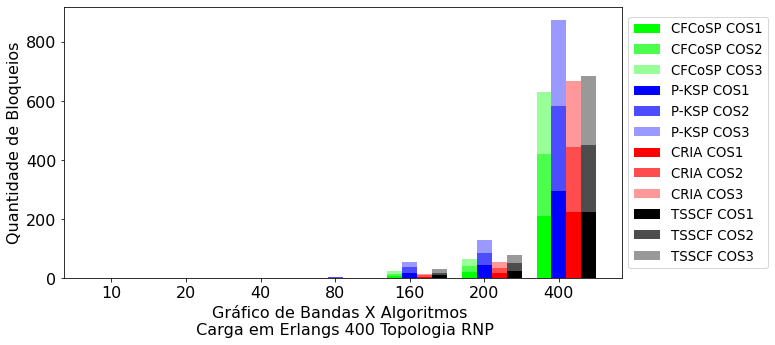 Quantidade de Bloqueios
800
600
400
200
0
10 20 40 80 160 200 400
Gráfico de Bandas X Algoritmos
Carga em Erlangs 400 Topologia RNP
CFCoSP COS1
CFCoSP COS2
CFCoSP COS3
P-KSP COS1
P-KSP COS2
P-KSP COS3
CRIA COS1
CRIA COS2
CRIA COS3
TSSCF COS1
TSSCF COS2
TSSCF COS3